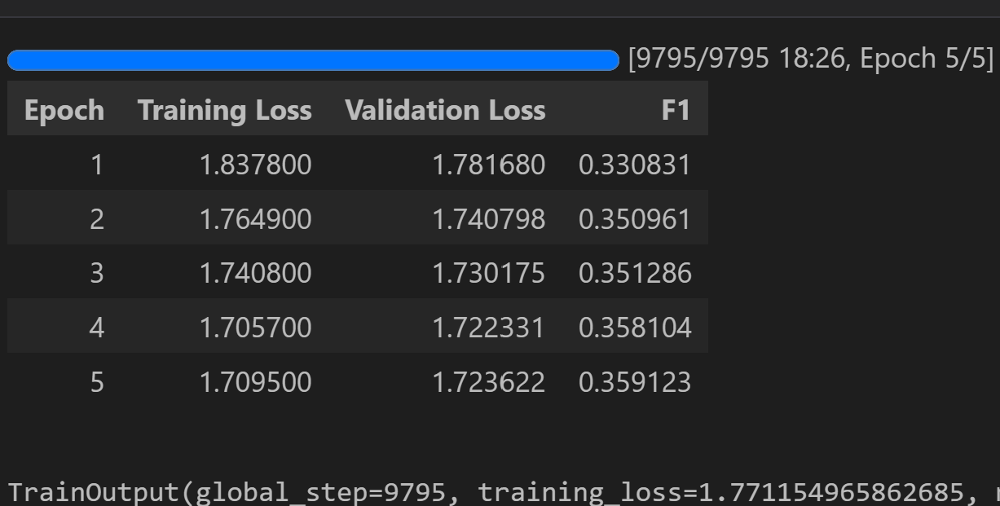 [9795/9795 18:26, Epoch 5/5]
Epoch Training Loss Validation Loss F1
1 1.837800 1.781680 0.330831
2 1.764900 1.740798 0.350961
3 1.740800 1.730175 0.351286
4 1.705700 1.722331 0.358104
5 1.709500 1.723622 0.359123
TrainOutput(global_step=9795, training_loss=1.771154965862685,